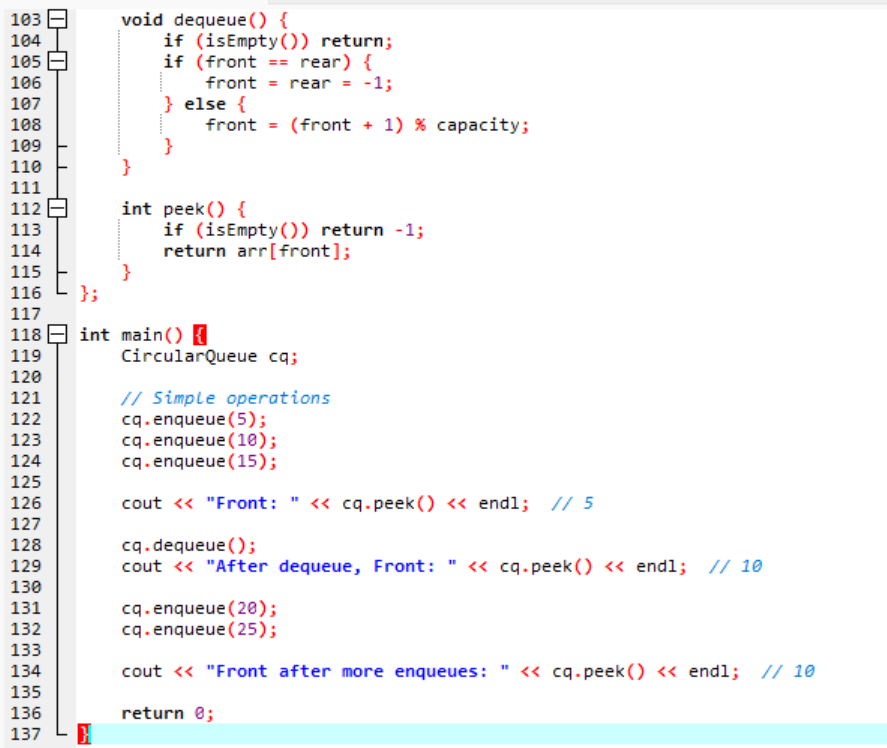 103 void dequeue() {
104 if (isEmpty()) return;
105 if (front == rear) {
106 front = rear = -1;
107 } else {
108 front = (front + 1) % capacity;
109 }
110 }
111
112 int peek() {
113 if (isEmpty()) return -1;
114 return arr[front];
115 }
116 };
117
118 int main() {
119 CircularQueue cq;
120
121 // Simple operations
122 cq.enqueue(5);
123 cq.enqueue(10);
124 cq.enqueue(15);
125
126 cout << "Front: " << cq.peek() << endl; // 5
127
128 cq.dequeue();
129 cout << "After dequeue, Front: " << cq.peek() << endl; // 10
130
131 cq.enqueue(20);
132 cq.enqueue(25);
133
134 cout << "Front after more enqueues: " << cq.peek() << endl; // 10
135
136 return 0;
137 }